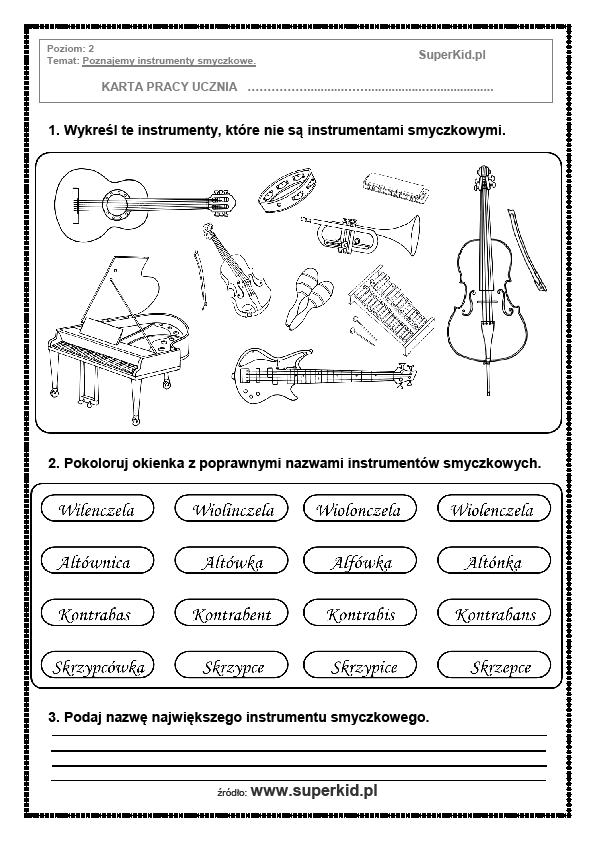 Poziom: 2
SuperKid.pl
Temat: Poznajemy instrumenty smyczkowe.
KARTA PRACY UCZNIA ………………...........…….............…...................
1. Wykreśl te instrumenty, które nie są instrumentami smyczkowymi.
2. Pokoloruj okienka z poprawnymi nazwami instrumentów smyczkowych.
Wilenczela Wiolinczela Wiolonczela Wiolenczela
Altównica Altówka Alfówka Altónka
Kontrabas Kontrabent Kontrabis Kontrabans
Skrzypcówka Skrzypce Skrzypice Skrzepce
3. Podaj nazwę największego instrumentu smyczkowego.
źródło: www.superkid.pl